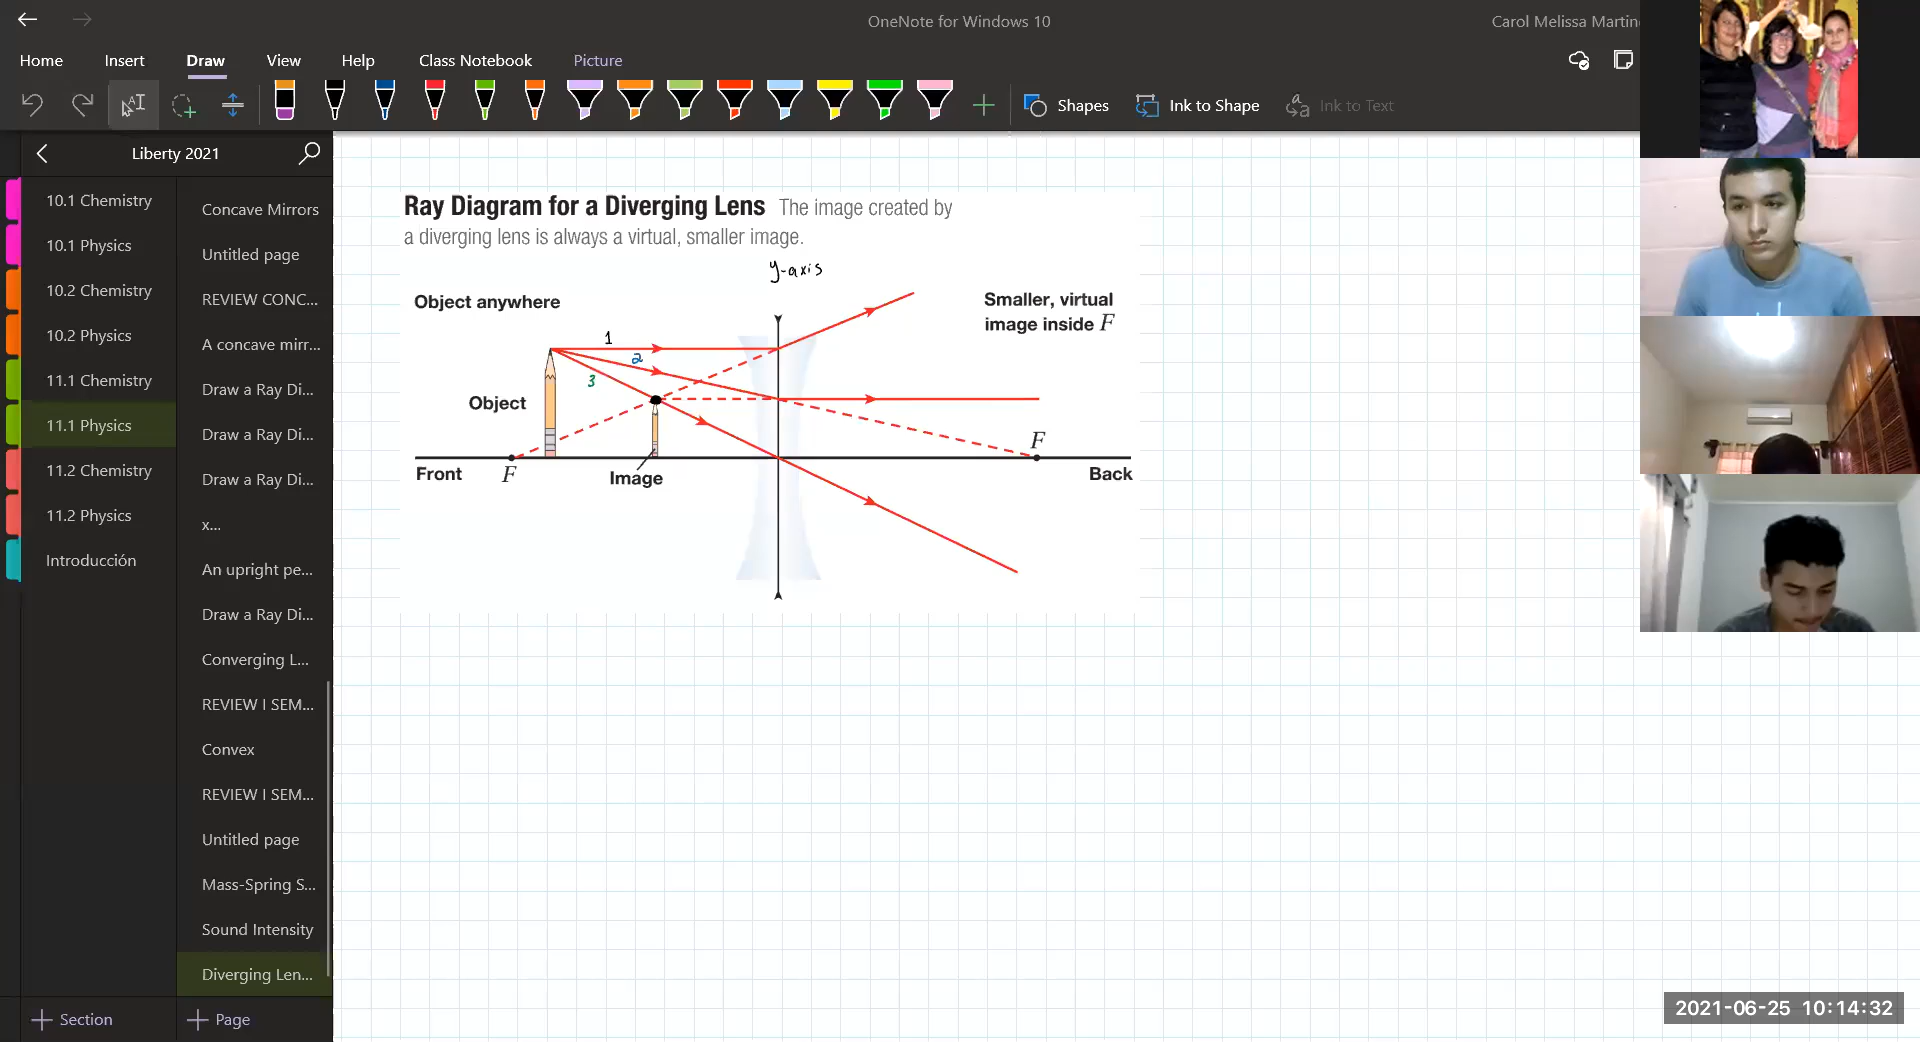 OneNote for Windows 10
Carol Melissa Martin
Home
Insert
Draw
View
Help
Class Notebook
Picture
Shapes
Ink to Shape
Ink to Text
Liberty 2021
10.1 Chemistry
10.1 Physics
10.2 Chemistry
10.2 Physics
11.1 Chemistry
11.1 Physics
11.2 Chemistry
11.2 Physics
Introducción
Concave Mirrors
Untitled page
REVIEW CONC...
A concave mirr...
Draw a Ray Di...
Draw a Ray Di...
Draw a Ray Di...
x...
An upright pe...
Draw a Ray Di...
Converging L...
REVIEW I SEM...
Convex
REVIEW I SEM...
Untitled page
Mass-Spring S...
Sound Intensity
Diverging Len...
Section
Page
Ray Diagram for a Diverging Lens The image created by
a diverging lens is always a virtual, smaller image.
y-axis
Object anywhere
Smaller, virtual
image inside F
1
2
3
Object
F
Front
F
Image
Back
2021-06-25 10:14:32